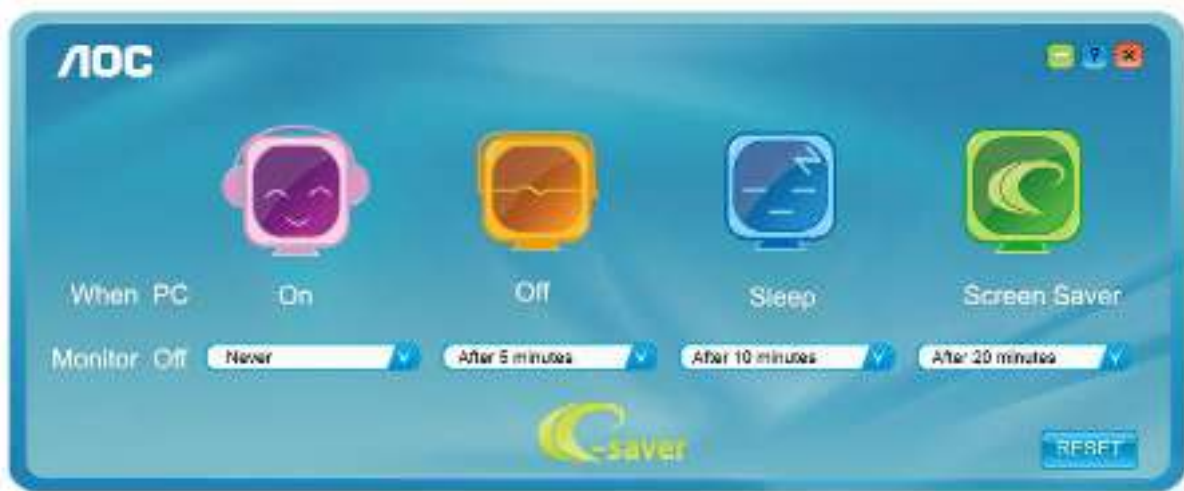 AOC
?
When PC On Off Sleep Screen Saver
Monitor Off Never After 5 minutes After 10 minutes After 20 minutes
e-saver
RESET